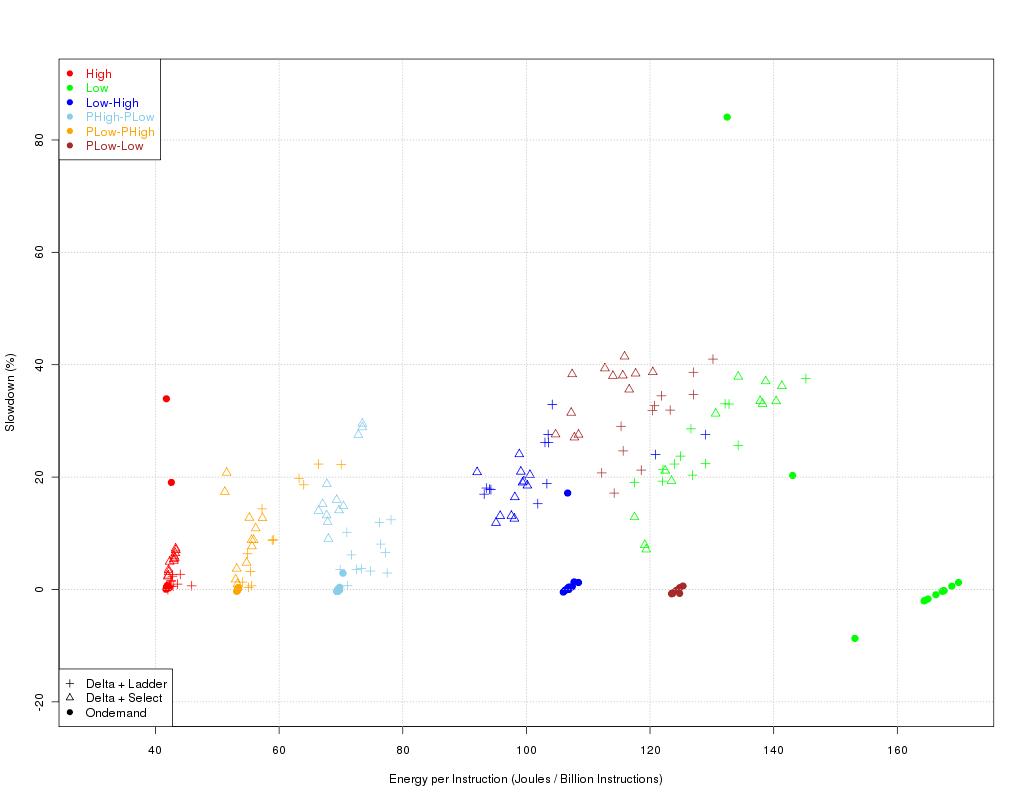 High
Low
Low-High
PHigh-PLow
PLow-PHigh
PLow-Low
80
60
40
20
0
-20
Slowdown (%)
Delta + Ladder
Delta + Select
Ondemand
40 60 80 100 120 140 160
Energy per Instruction (Joules / Billion Instructions)